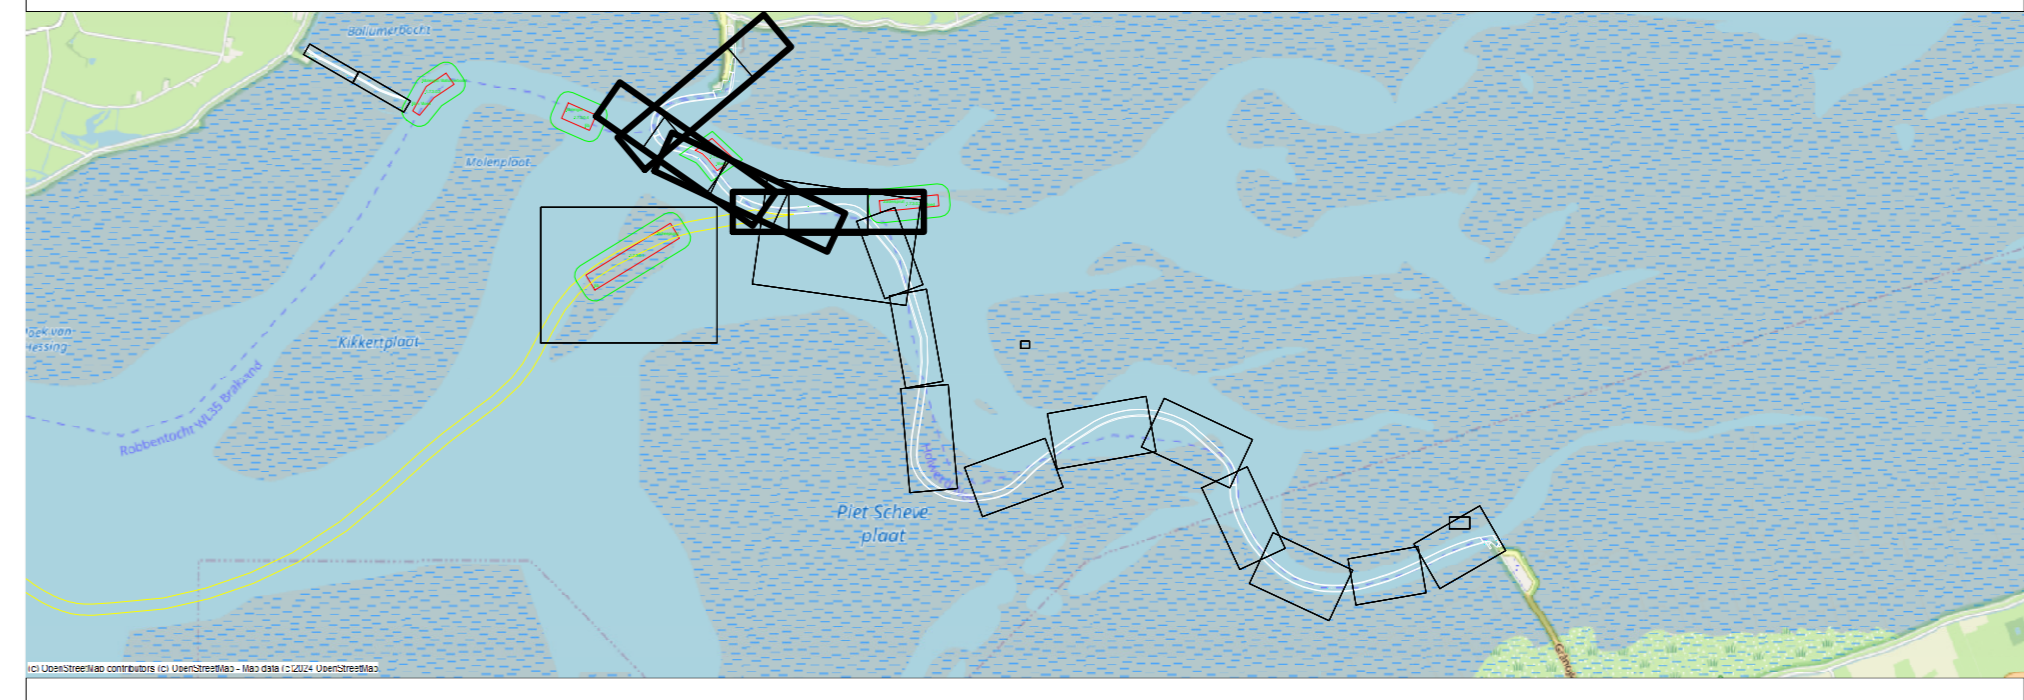 Ballumerbocht
Molenplaat
Kikkertplaat
Robbentocht WL35 Brakzand
Piet Scheve
plaat
(c) OpenStreetMap contributors (c) OpenStreetMap - Map data (c) 2024 OpenStreetMap